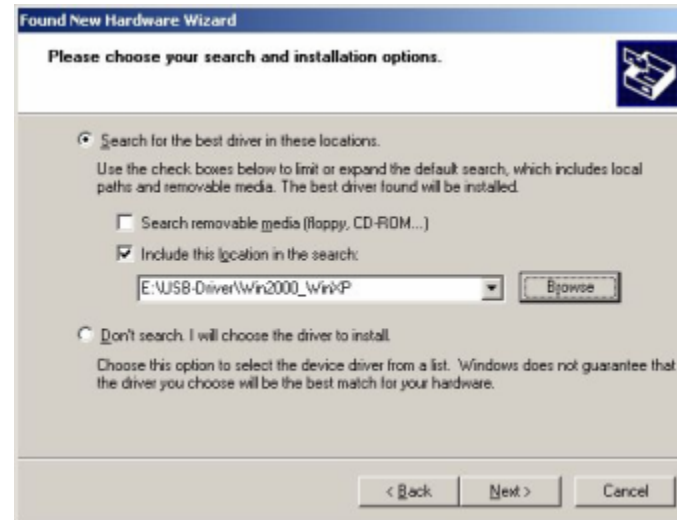 Found New Hardware Wizard
Please choose your search and installation options.
Search for the best driver in these locations.
Use the check boxes below to limit or expand the default search, which includes local
paths and removable media. The best driver found will be installed.
Search removable media (floppy, CD-ROM...)
Include this location in the search:
E:\USB-Driver\Win2000_WinXP
Browse
Don't search. I will choose the driver to install.
Choose this option to select the device driver from a list. Windows does not guarantee that
the driver you choose will be the best match for your hardware.
< Back
Next >
Cancel